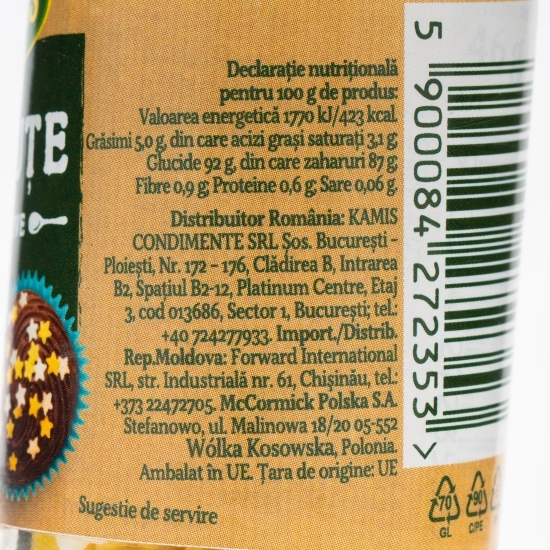 Declarație nutrițională
pentru 100 g de produs:
Valoarea energetică 1770 kJ/423 kcal.
Grăsimi 5,0 g, din care acizi grași saturați 3,1 g,
Glucide 92 g, din care zaharuri 87 g
Fibre 0,9 g, Proteine 0,6 g; Sare 0,06 g.
Distribuitor România: KAMIS
CONDIMENTE SRL Șos. București -
Ploiești, Nr. 172 - 176, Clădirea B, Intrarea
B2, Spațiul B2-12, Platinum Centre, Etaj
3, cod 013686, Sector 1, București; tel.:
+40 724277933. Import./Distrib.
Rep.Moldova: Forward International
SRL, str. Industrială nr. 61, Chișinău, tel.:
+373 22472705. McCormick Polska S.A.
Stefanowo, ul. Malinowa 18/20 05-552
Wólka Kosowska, Polonia.
Ambalat în UE. Țara de origine: UE
Sugestie de servire
5 900084 272353 >
70
GL
90
C/PE